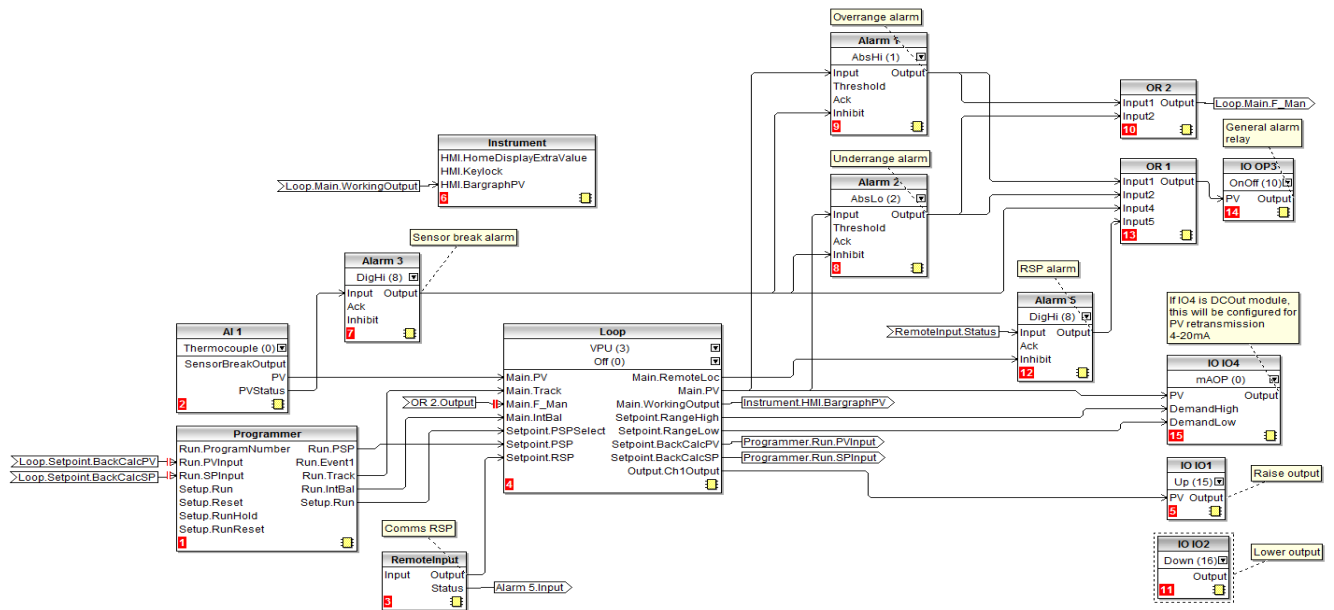 Overrange alarm
Alarm 1
AbsHi (1)
Input Output
Threshold
Ack
Inhibit
9
OR 2
Input1 Output
Input2
10
Loop.Main.F_Man
General alarm
relay
Instrument
HMI.HomeDisplayExtraValue
HMI.Keylock
HMI.BargraphPV
6
Loop.Main.WorkingOutput
Underrange alarm
Alarm 2
AbsLo (2)
Input Output
Threshold
Ack
Inhibit
8
OR 1
Input1 Output
Input2
Input4
Input5
13
IO OP3
OnOff (10)
PV Output
14
Sensor break alarm
Alarm 3
DigHi (8)
Input Output
Ack
Inhibit
7
RSP alarm
Alarm 5
DigHi (8)
Input Output
Ack
Inhibit
12
RemoteInput.Status
If IO4 is DCOut module,
this will be configured for
PV retransmission
4-20mA
AI 1
Thermocouple (0)
SensorBreakOutput
PV
PVStatus
2
Loop
VPU (3)
Off (0)
Main.PV Main.RemoteLoc
Main.Track Main.PV
Main.F_Man Main.WorkingOutput
Main.IntBal Setpoint.RangeHigh
Setpoint.PSPSelect Setpoint.RangeLow
Setpoint.PSP Setpoint.BackCalcPV
Setpoint.RSP Setpoint.BackCalcSP
Output.Ch1Output
4
OR 2.Output
Instrument.HMI.BargraphPV
Programmer.Run.PVInput
Programmer.Run.SPInput
IO IO4
mAOP (0)
PV Output
DemandHigh
DemandLow
15
Programmer
Run.ProgramNumber Run.PSP
Run.PVInput Run.Event1
Run.SPInput Run.Track
Setup.Run Run.IntBal
Setup.Reset Setup.Run
Setup.RunHold
Setup.RunReset
1
Loop.Setpoint.BackCalcPV
Loop.Setpoint.BackCalcSP
IO IO1
Up (15)
PV Output
5
Raise output
Comms RSP
RemoteInput
Input Output
Status
3
Alarm 5.Input
IO IO2
Down (16)
Output
11
Lower output